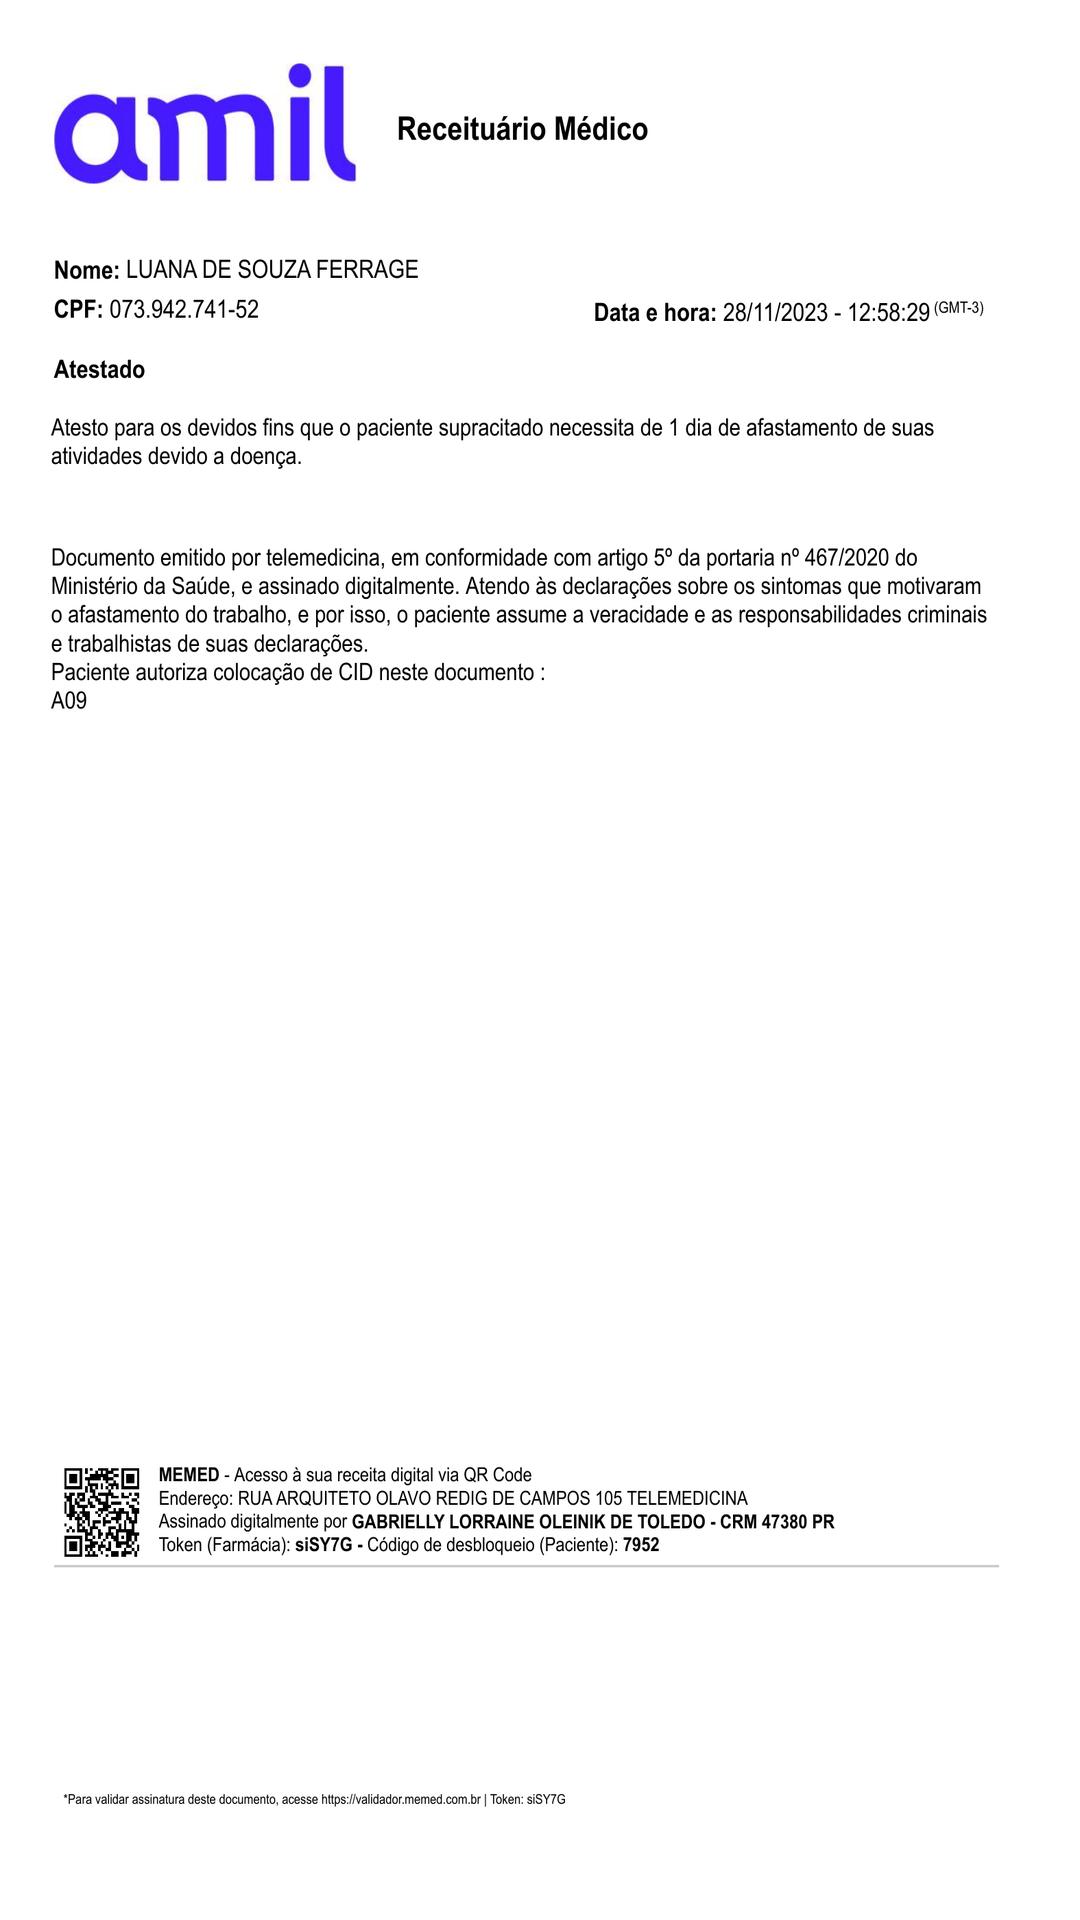 amil
Receituário Médico
Nome: LUANA DE SOUZA FERRAGE
CPF: 073.942.741-52
Data e hora: 28/11/2023 - 12:58:29 (GMT-3)
Atestado
Atesto para os devidos fins que o paciente supracitado necessita de 1 dia de afastamento de suas
atividades devido a doença.
Documento emitido por telemedicina, em conformidade com artigo 5º da portaria nº 467/2020 do
Ministério da Saúde, e assinado digitalmente. Atendo às declarações sobre os sintomas que motivaram
o afastamento do trabalho, e por isso, o paciente assume a veracidade e as responsabilidades criminais
e trabalhistas de suas declarações.
Paciente autoriza colocação de CID neste documento :
A09
MEMED - Acesso à sua receita digital via QR Code
Endereço: RUA ARQUITETO OLAVO REDIG DE CAMPOS 105 TELEMEDICINA
Assinado digitalmente por GABRIELLY LORRAINE OLEINIK DE TOLEDO - CRM 47380 PR
Token (Farmácia): siSY7G - Código de desbloqueio (Paciente): 7952
*Para validar assinatura deste documento, acesse https://validador.memed.com.br | Token: siSY7G